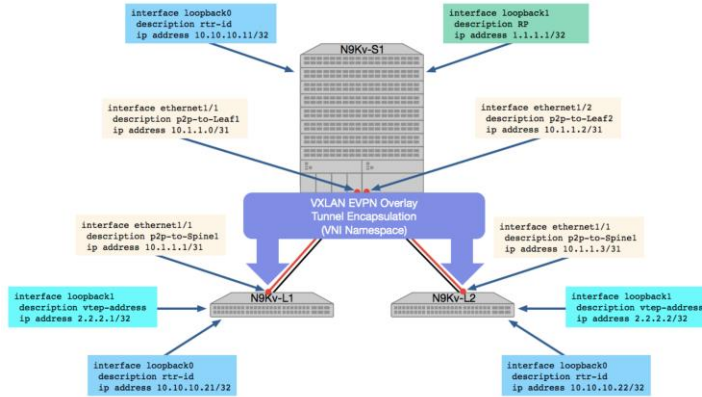 interface loopback0
description rtr-id
ip address 10.10.10.11/32
interface loopback1
description RP
ip address 1.1.1.1/32
N9Kv-S1
interface ethernet1/1
description p2p-to-Leaf1
ip address 10.1.1.0/31
interface ethernet1/2
description p2p-to-Leaf2
ip address 10.1.1.2/31
VXLAN EVPN Overlay
Tunnel Encapsulation
(VNI Namespace)
interface ethernet1/1
description p2p-to-Spine1
ip address 10.1.1.1/31
interface ethernet1/1
description p2p-to-Spine1
ip address 10.1.1.3/31
N9Kv-L1
N9Kv-L2
interface loopback1
description vtep-address
ip address 2.2.2.1/32
interface loopback1
description vtep-address
ip address 2.2.2.2/32
interface loopback0
description rtr-id
ip address 10.10.10.21/32
interface loopback0
description rtr-id
ip address 10.10.10.22/32